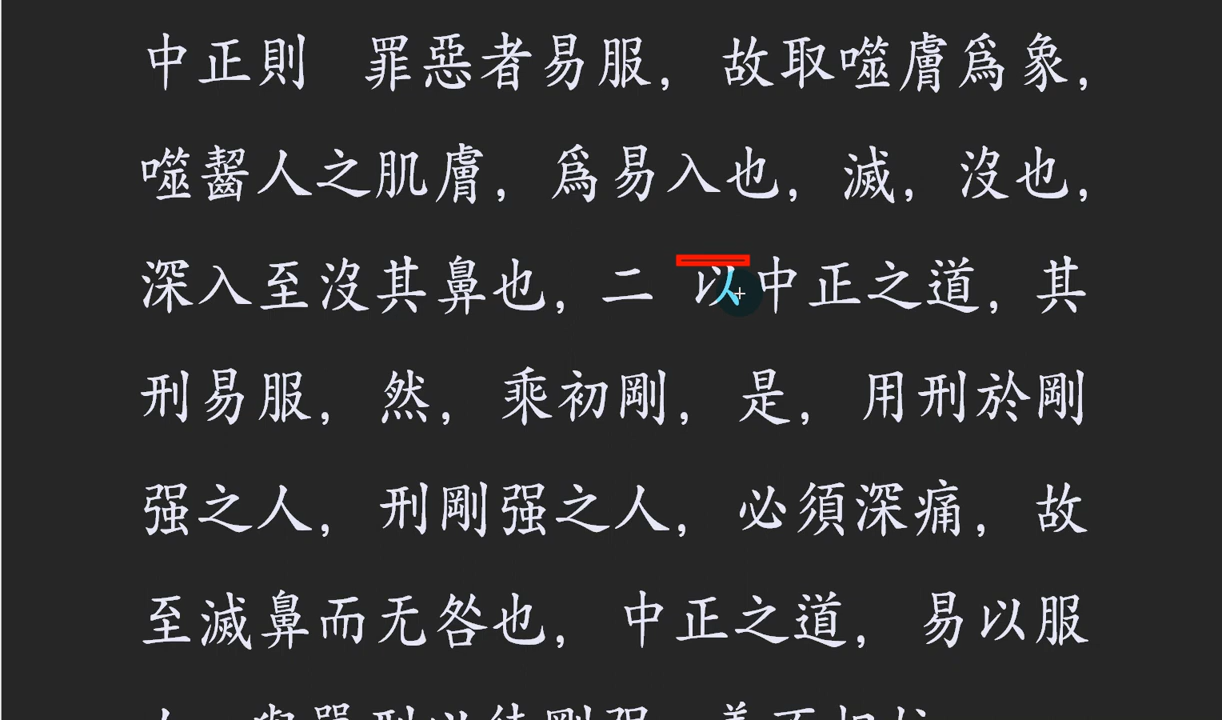 中正則 罪惡者易服, 故取噬膚爲象,
噬齧人之肌膚, 爲易入也, 滅, 沒也,
深入至沒其鼻也, 二 以中正之道, 其
刑易服, 然, 乘初剛, 是, 用刑於剛
强之人, 刑剛强之人, 必須深痛, 故
至滅鼻而无咎也, 中正之道, 易以服